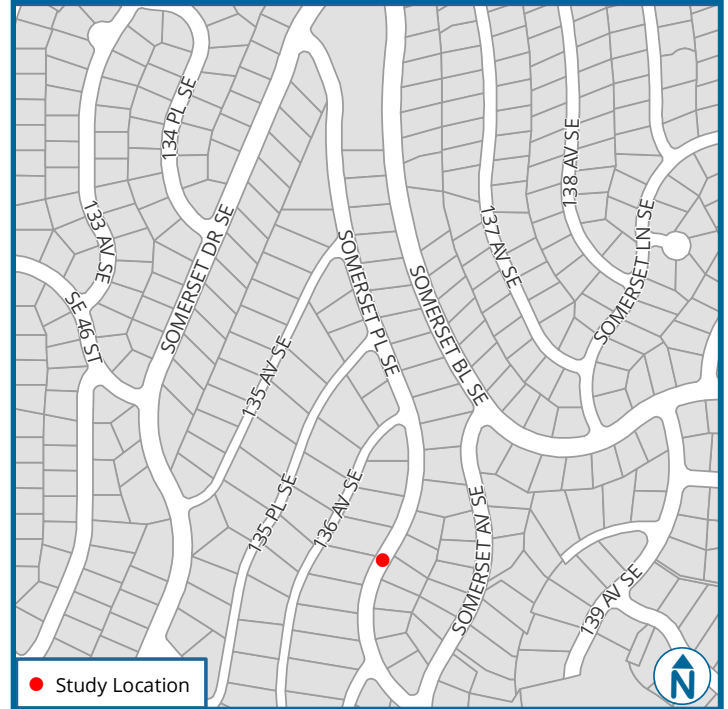 134 PL SE
138 AV SE
133 AV SE
SOMERSET DR SE
137 AV SE
SOMERSET LN SE
SOMERSET PL SE
SOMERSET BL SE
SE 46 ST
135 AV SE
135 PL SE
136 AV SE
SOMERSET AV SE
139 AV SE
Study Location
N